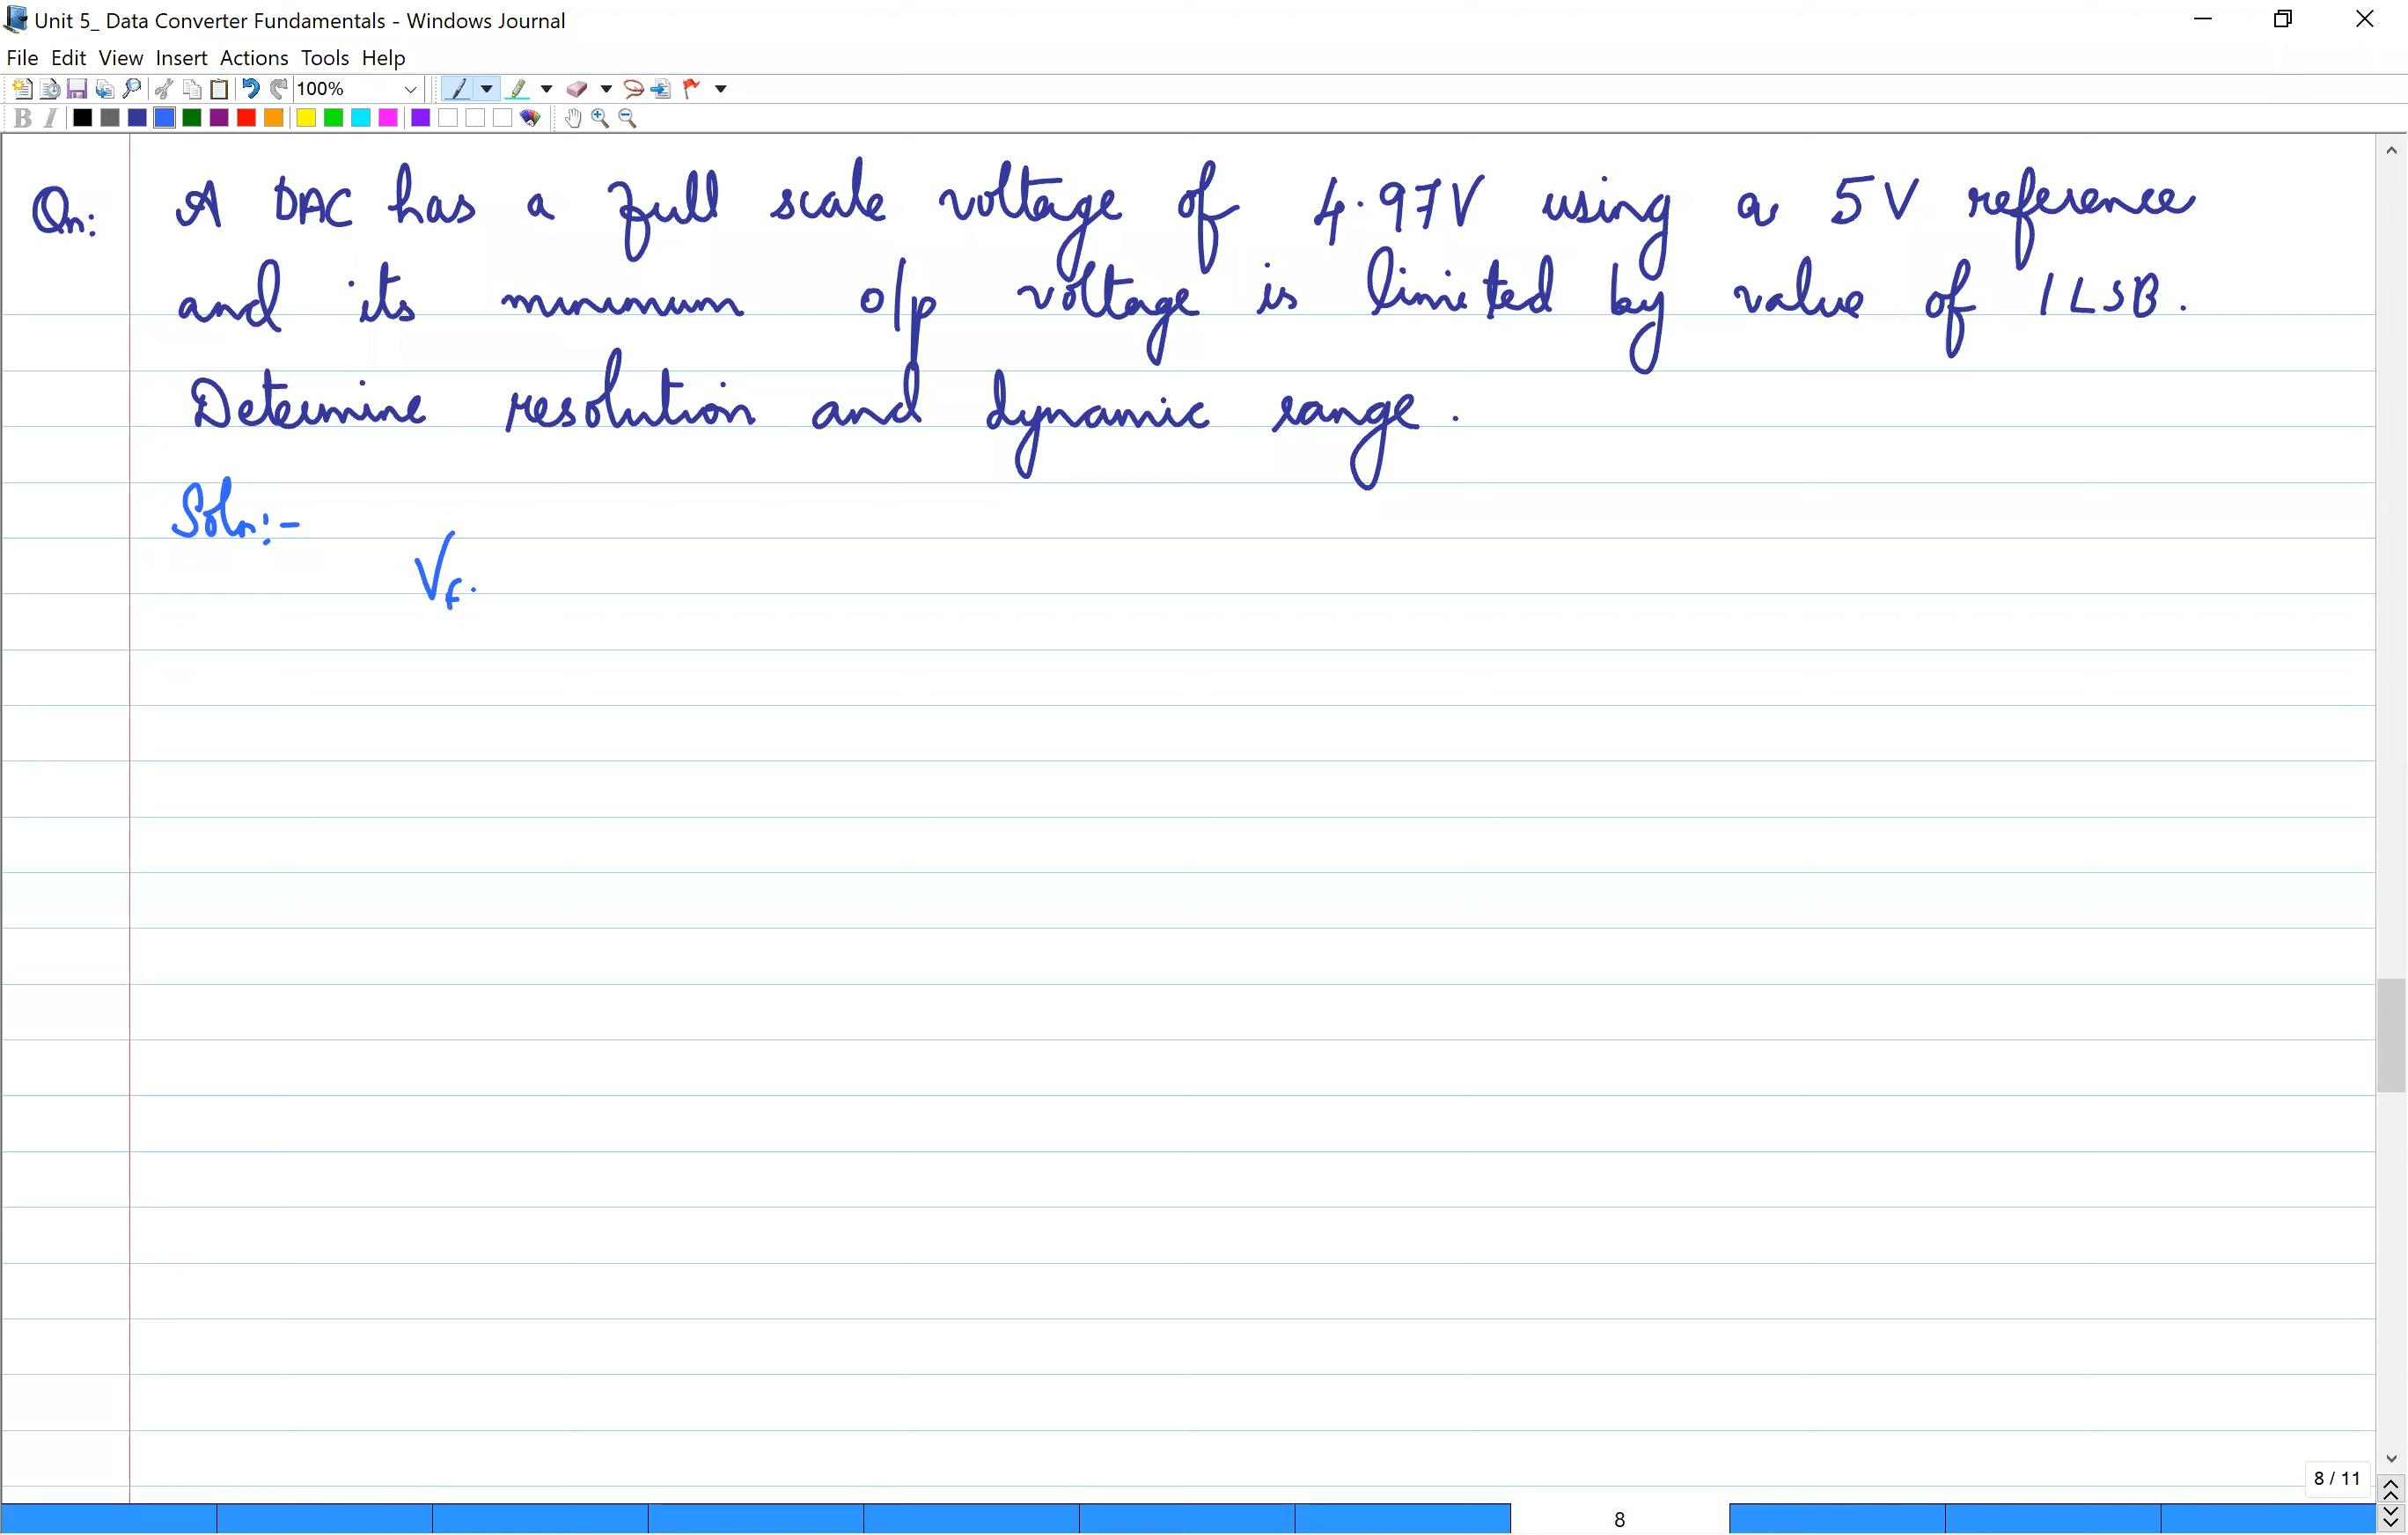 Unit 5_ Data Converter Fundamentals - Windows Journal
File Edit View Insert Actions Tools Help
100%
B I
Qn: A DAC has a full scale voltage of 4.97V using a 5V reference
and its minimum o/p voltage is limited by value of 1LSB.
Determine resolution and dynamic range.
Soln:-
VF.
8 / 11
8